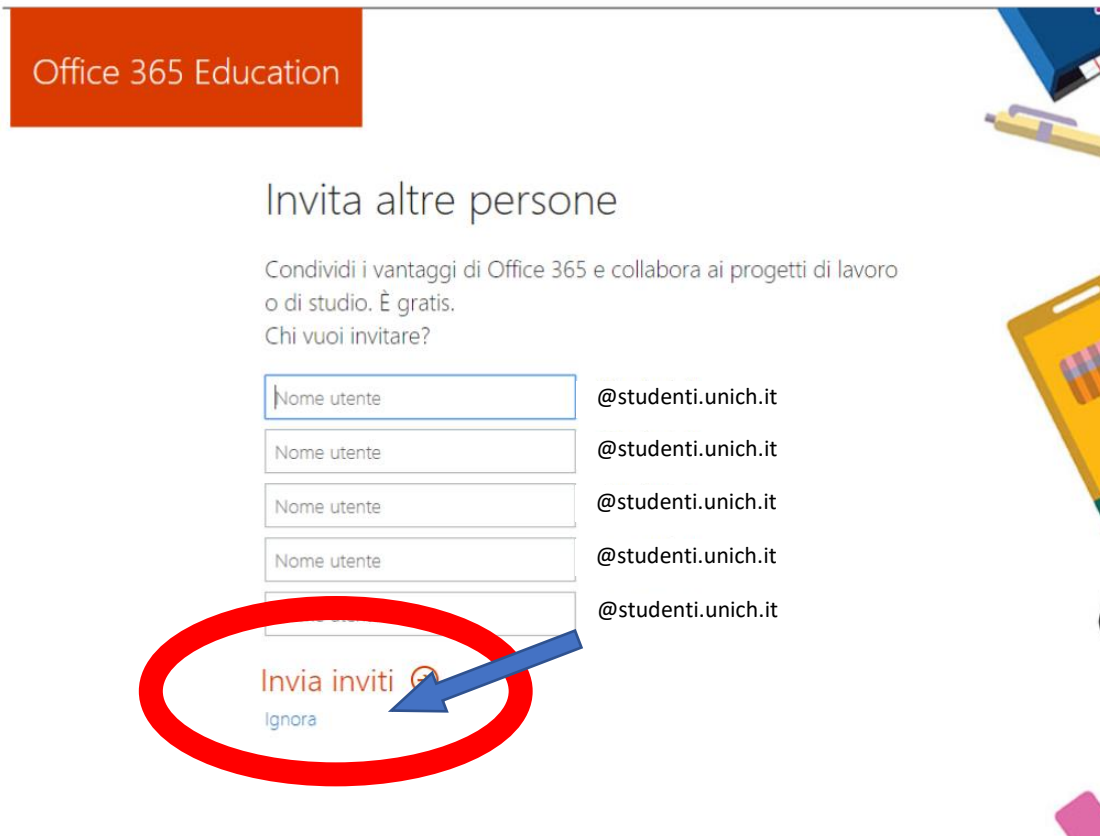 Office 365 Education
Invita altre persone
Condividi i vantaggi di Office 365 e collabora ai progetti di lavoro
o di studio. È gratis.
Chi vuoi invitare?
Nome utente @studenti.unich.it
Nome utente @studenti.unich.it
Nome utente @studenti.unich.it
Nome utente @studenti.unich.it
@studenti.unich.it
Invia inviti
Ignora